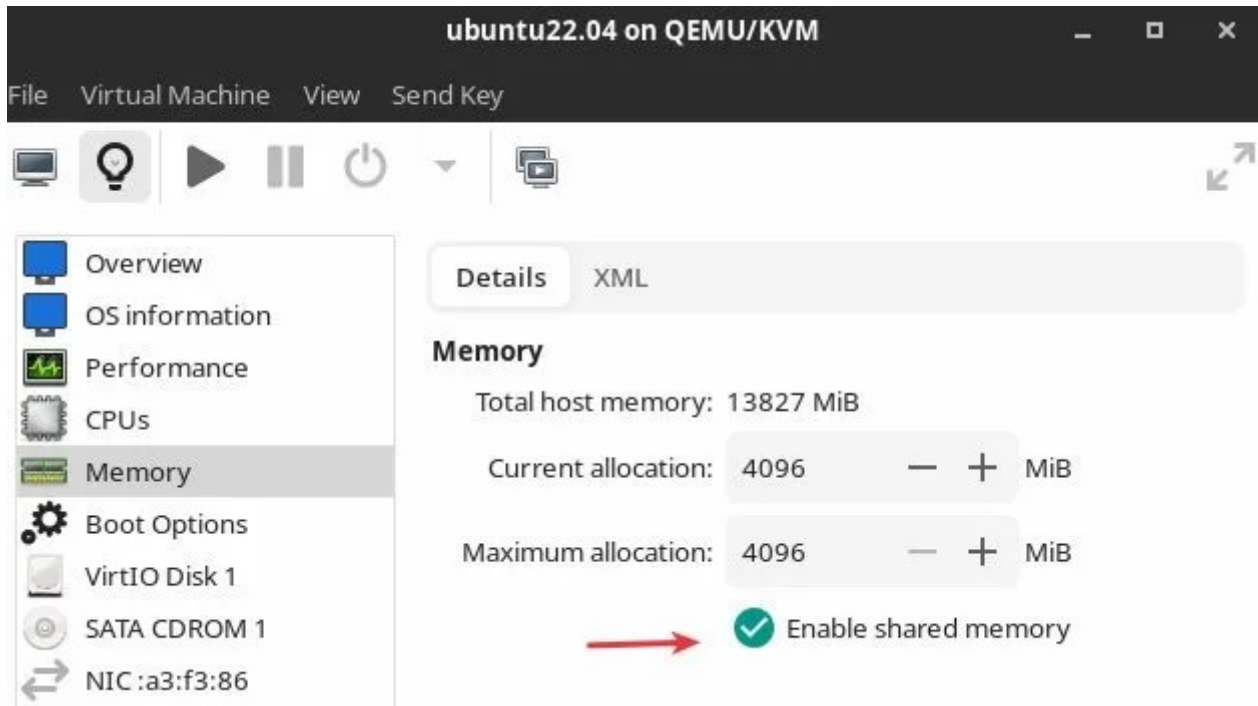 ubuntu22.04 on QEMU/KVM
File Virtual Machine View Send Key
Overview
OS information
Performance
CPUs
Memory
Boot Options
VirtIO Disk 1
SATA CDROM 1
NIC :a3:f3:86
Details XML
Memory
Total host memory: 13827 MiB
Current allocation: 4096 MiB
Maximum allocation: 4096 MiB
Enable shared memory